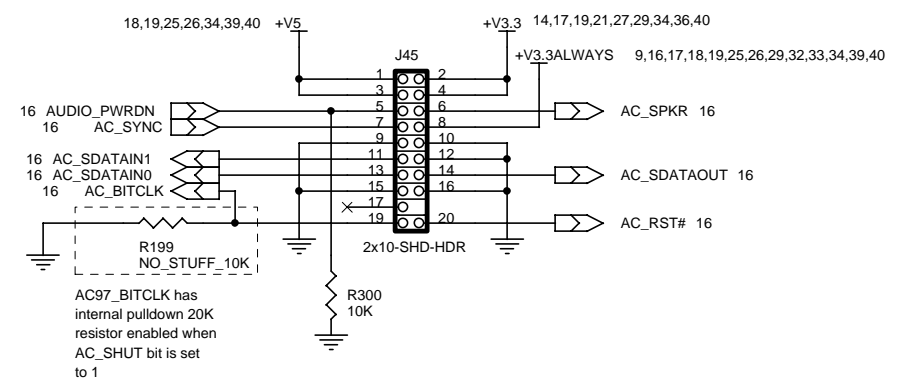 18,19,25,26,34,39,40 +V5
+V3.3 14,17,19,21,27,29,34,36,40
+V3.3ALWAYS 9,16,17,18,19,25,26,29,32,33,34,39,40
J45
1 2
3 4
16 AUDIO_PWRDN 5 6 AC_SPKR 16
16 AC_SYNC 7 8
9 10
16 AC_SDATAIN1 11 12
16 AC_SDATAIN0 13 14 AC_SDATAOUT 16
16 AC_BITCLK 15 16
17
19 20 AC_RST# 16
2x10-SHD-HDR
R199
NO_STUFF_10K
R300
10K
AC97_BITCLK has
internal pulldown 20K
resistor enabled when
AC_SHUT bit is set
to 1